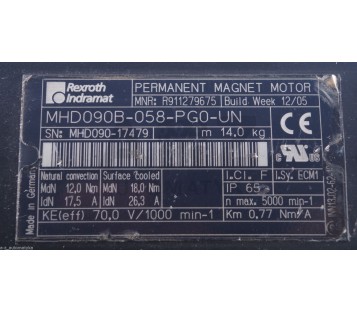 Rexroth
Indramat
PERMANENT MAGNET MOTOR
MNR: R911279675 Build Week 12/05
MHD090B-058-PG0-UN
SN: MHD090-17479 m 14.0 kg
CE
Made in Germany
Natural convection Surface cooled I.Cl. F I.Sy. ECM1
MdN 12,0 Nm MdN 18,0 Nm IP 65
IdN 17,5 A IdN 26,3 A n max. 5000 min-1
KE(eff) 70.0 V/1000 min-1 Km 0.77 Nm/A